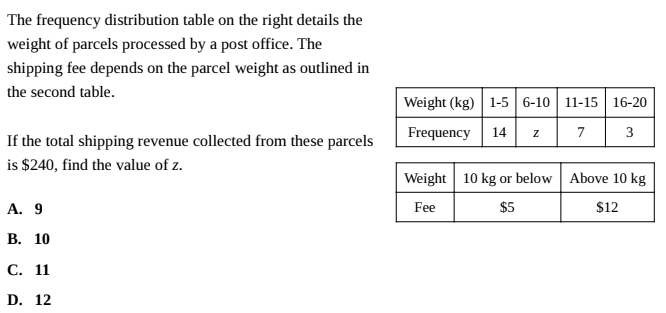 The frequency distribution table on the right details the
weight of parcels processed by a post office. The
shipping fee depends on the parcel weight as outlined in
the second table.
If the total shipping revenue collected from these parcels
is $240, find the value of z.
A. 9
B. 10
C. 11
D. 12
Weight (kg) 1-5 6-10 11-15 16-20
Frequency 14 z 7 3
Weight 10 kg or below Above 10 kg
Fee $5 $12